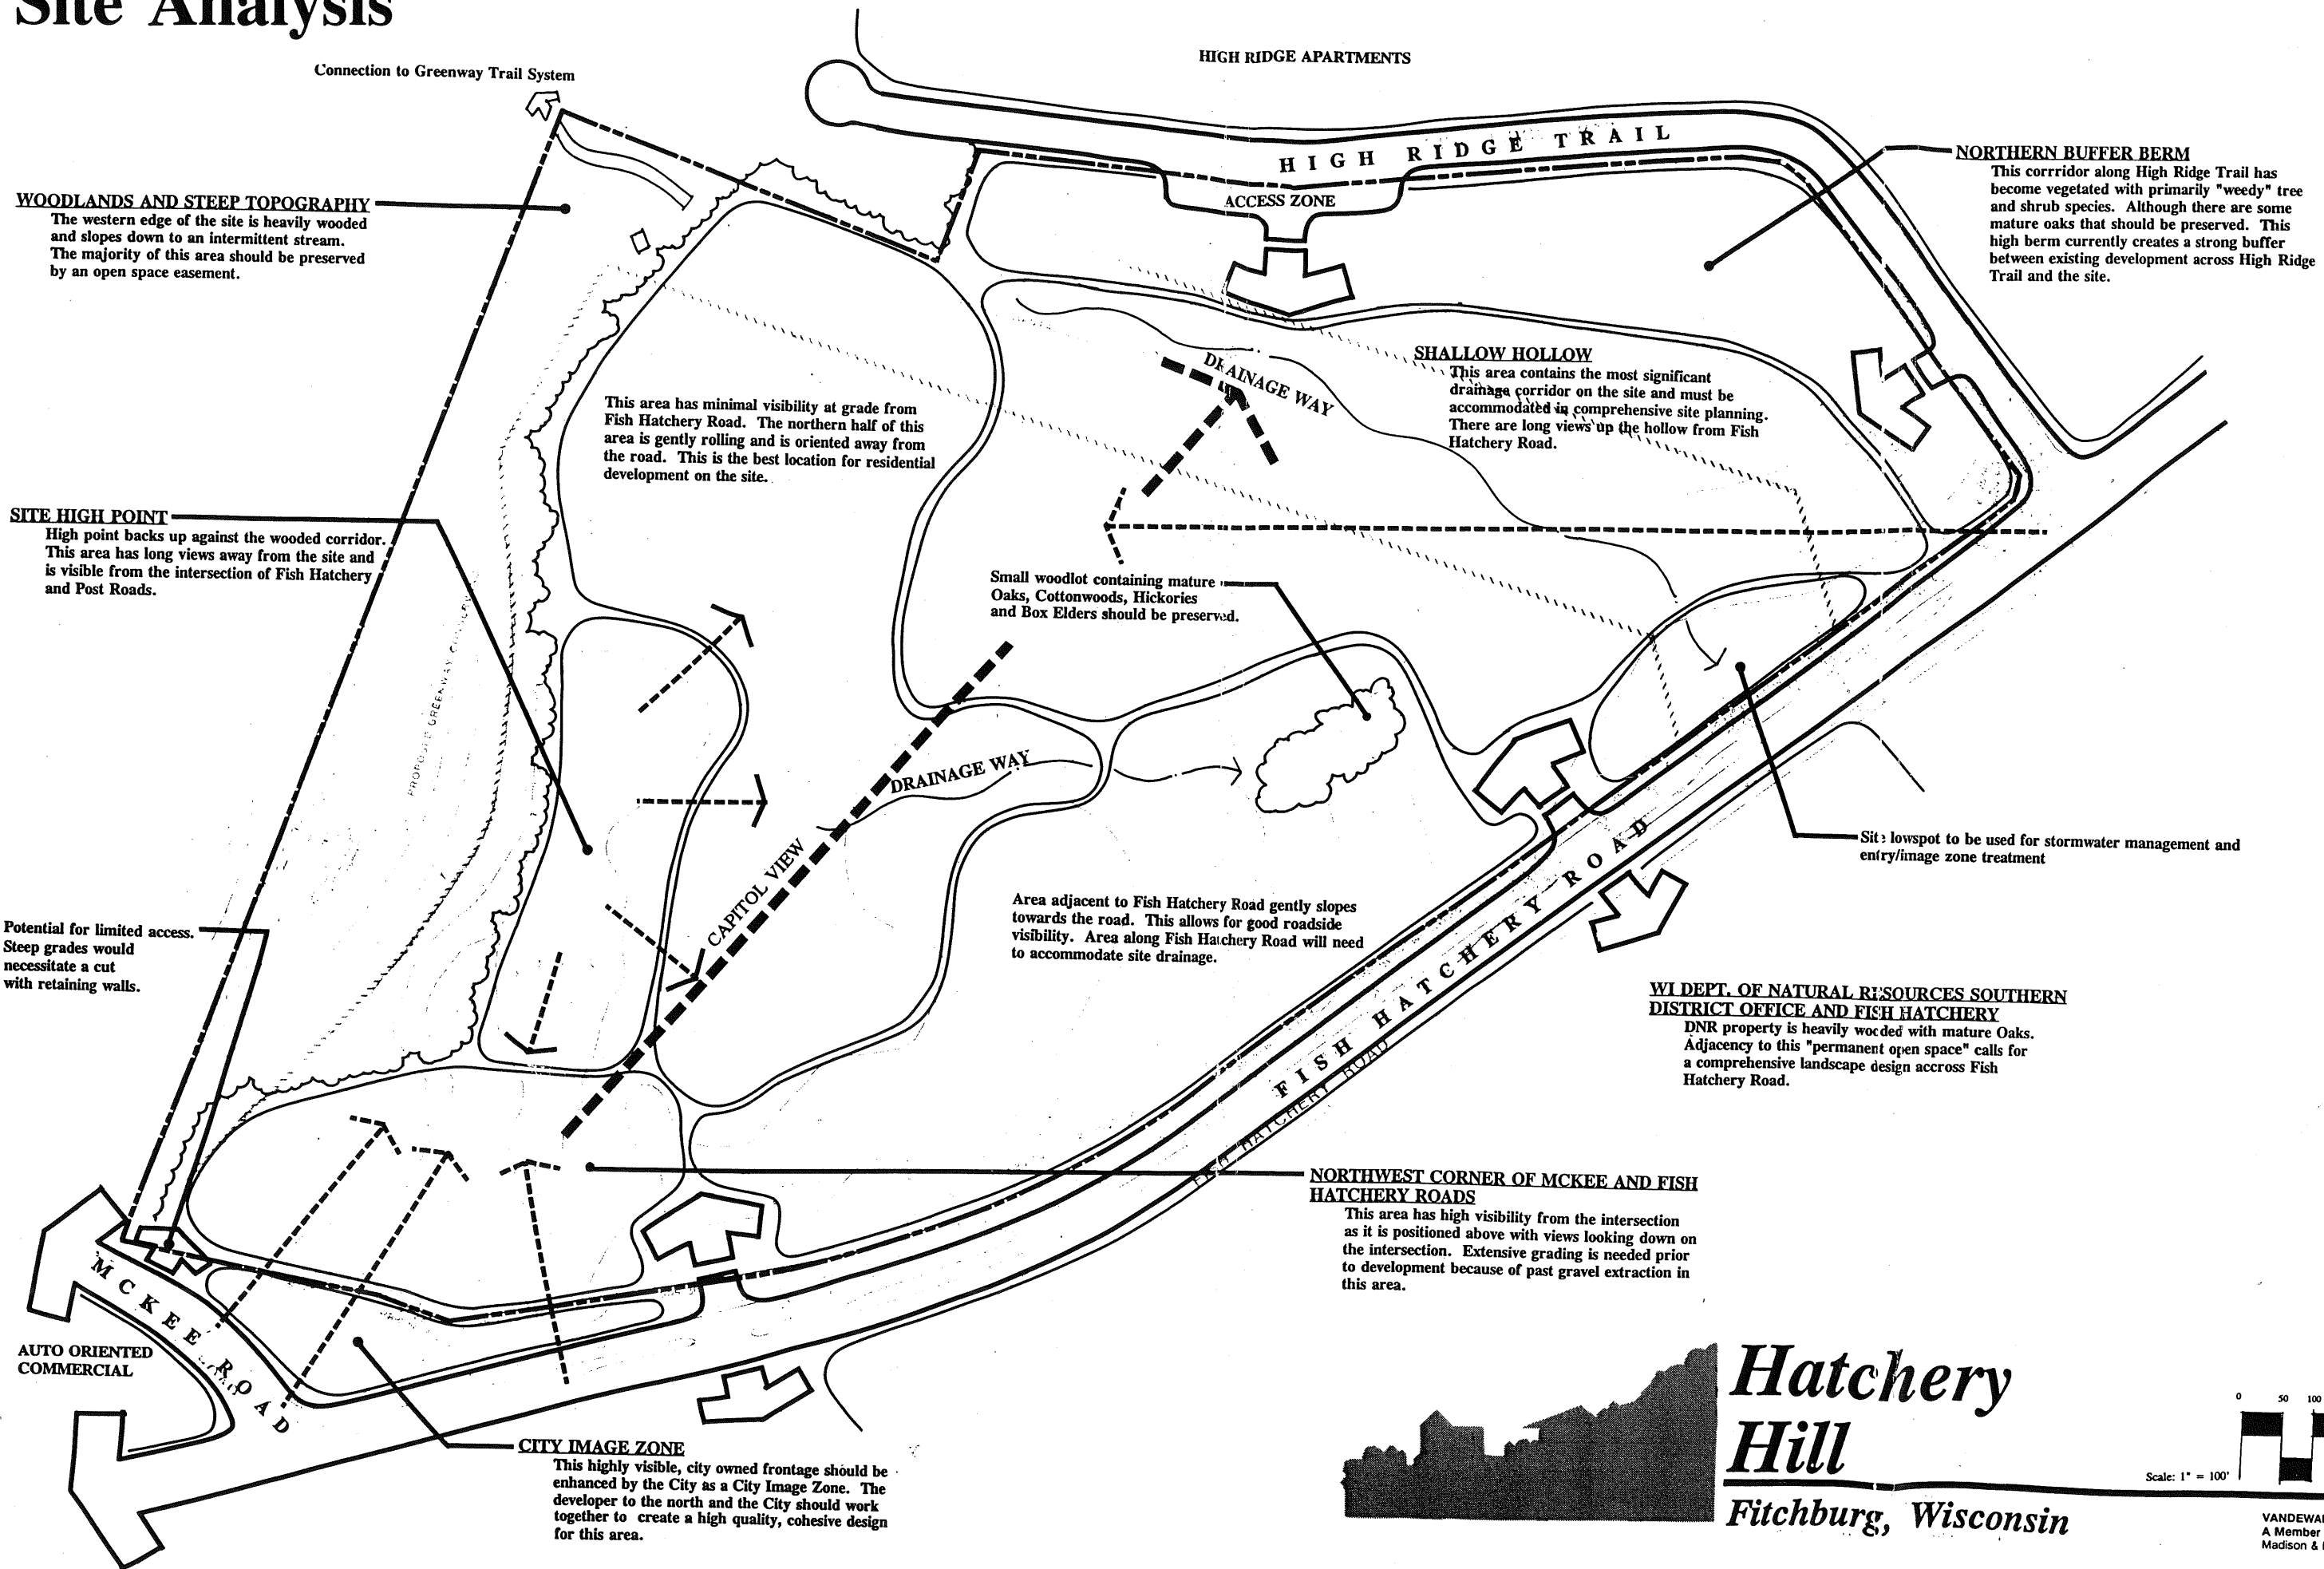 Site Analysis
Connection to Greenway Trail System
HIGH RIDGE APARTMENTS
HIGH RIDGE TRAIL
ACCESS ZONE
NORTHERN BUFFER BERM
This corrridor along High Ridge Trail has
become vegetated with primarily "weedy" tree
and shrub species. Although there are some
mature oaks that should be preserved. This
high berm currently creates a strong buffer
between existing development across High Ridge
Trail and the site.
WOODLANDS AND STEEP TOPOGRAPHY
The western edge of the site is heavily wooded
and slopes down to an intermittent stream.
The majority of this area should be preserved
by an open space easement.
DRAINAGE WAY
SHALLOW HOLLOW
This area contains the most significant
drainage corridor on the site and must be
accommodated in comprehensive site planning.
There are long views up the hollow from Fish
Hatchery Road.
This area has minimal visibility at grade from
Fish Hatchery Road. The northern half of this
area is gently rolling and is oriented away from
the road. This is the best location for residential
development on the site.
SITE HIGH POINT
High point backs up against the wooded corridor.
This area has long views away from the site and
is visible from the intersection of Fish Hatchery
and Post Roads.
Small woodlot containing mature
Oaks, Cottonwoods, Hickories
and Box Elders should be preserved.
PROPOSED GREENWAY
DRAINAGE WAY
CAPITOL VIEW
Site lowspot to be used for stormwater management and
entry/image zone treatment
Area adjacent to Fish Hatchery Road gently slopes
towards the road. This allows for good roadside
visibility. Area along Fish Hatchery Road will need
to accommodate site drainage.
Potential for limited access.
Steep grades would
necessitate a cut
with retaining walls.
FISH HATCHERY ROAD
FISH HATCHERY ROAD
WI DEPT. OF NATURAL RESOURCES SOUTHERN
DISTRICT OFFICE AND FISH HATCHERY
DNR property is heavily wooded with mature Oaks.
Adjacency to this "permanent open space" calls for
a comprehensive landscape design accross Fish
Hatchery Road.
NORTHWEST CORNER OF MCKEE AND FISH
HATCHERY ROADS
This area has high visibility from the intersection
as it is positioned above with views looking down on
the intersection. Extensive grading is needed prior
to development because of past gravel extraction in
this area.
MCKEE ROAD
AUTO ORIENTED
COMMERCIAL
CITY IMAGE ZONE
This highly visible, city owned frontage should be
enhanced by the City as a City Image Zone. The
developer to the north and the City should work
together to create a high quality, cohesive design
for this area.
Hatchery
Hill
Fitchburg, Wisconsin
0 50 100
Scale: 1" = 100'
A Member
Madison &